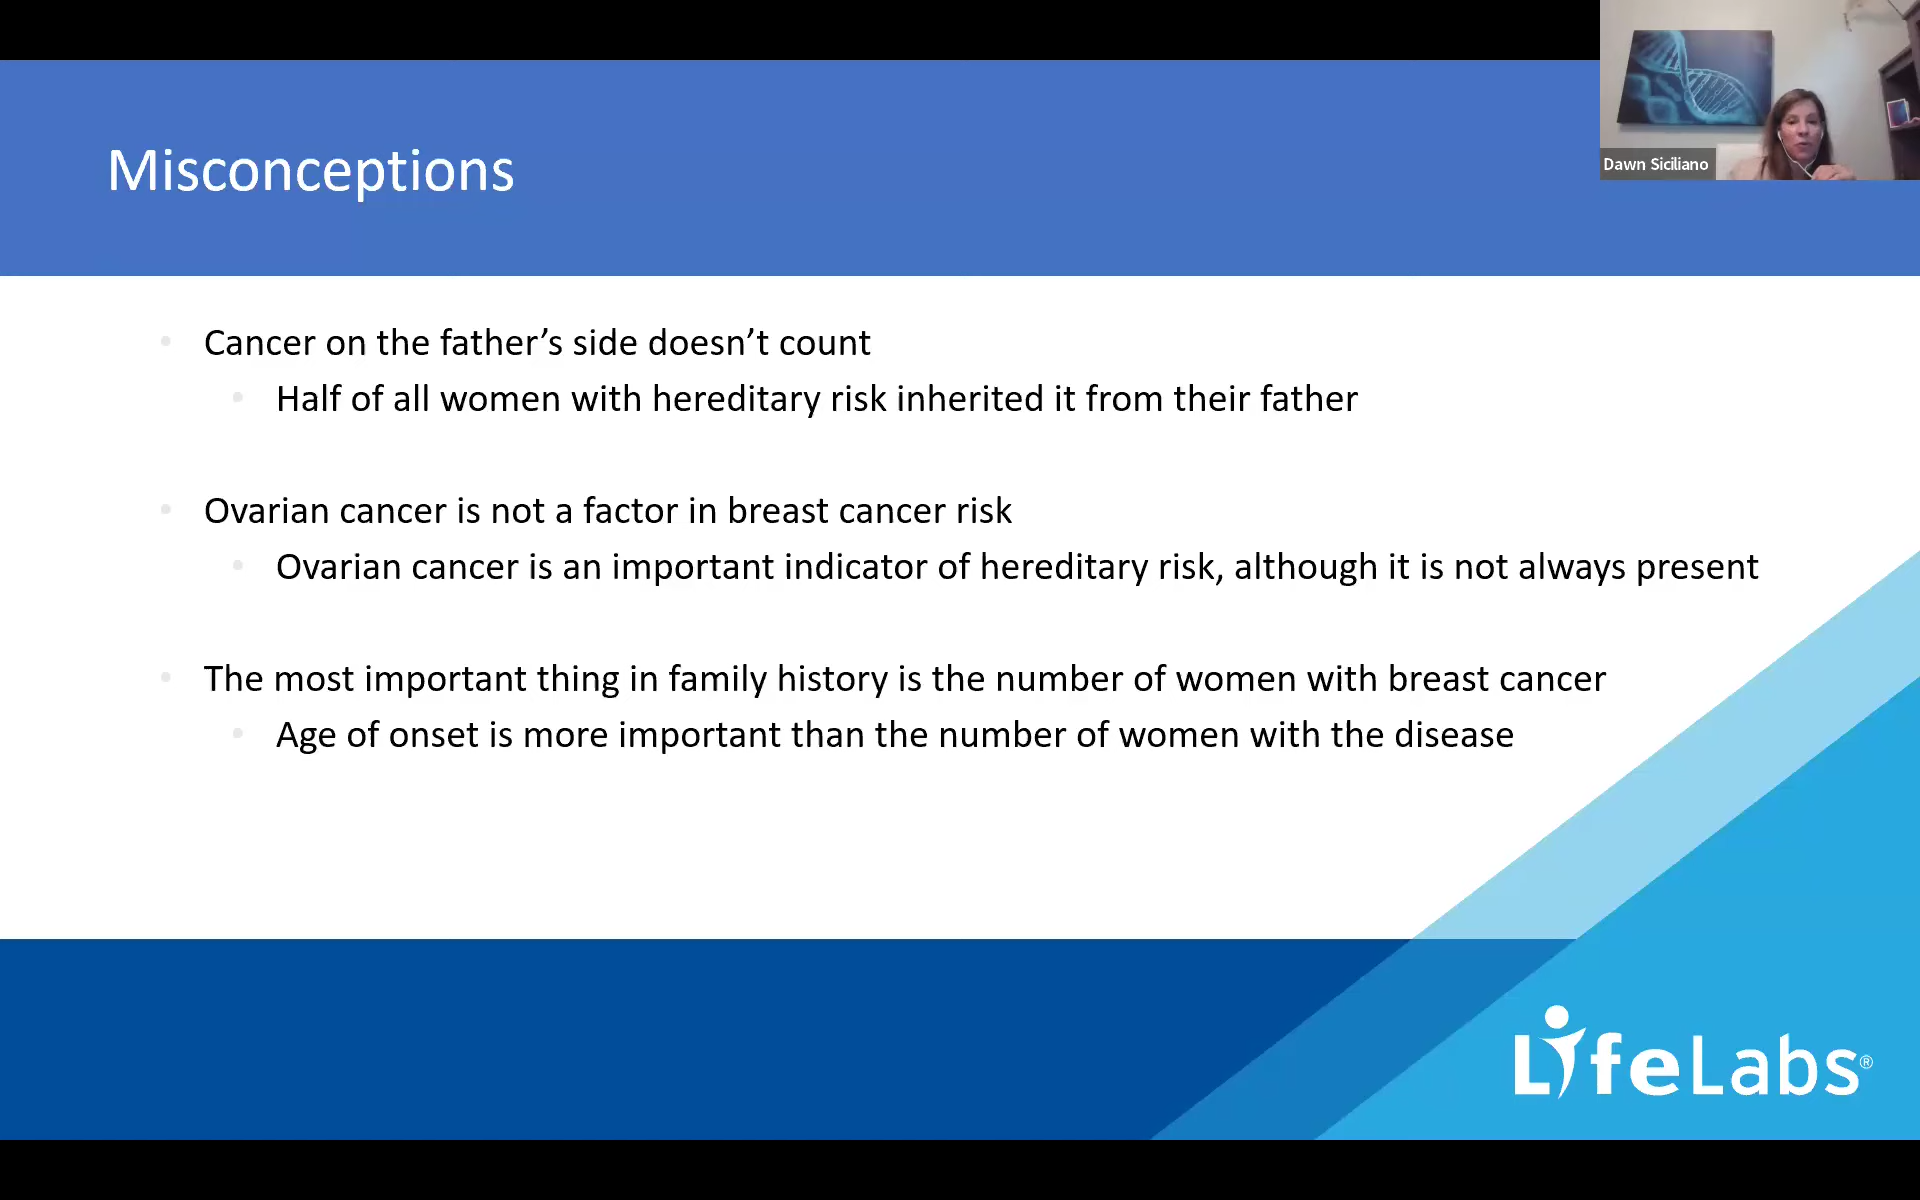 Misconceptions
Dawn Siciliano
• Cancer on the father’s side doesn’t count
• Half of all women with hereditary risk inherited it from their father
• Ovarian cancer is not a factor in breast cancer risk
• Ovarian cancer is an important indicator of hereditary risk, although it is not always present
• The most important thing in family history is the number of women with breast cancer
• Age of onset is more important than the number of women with the disease
LifeLabs®